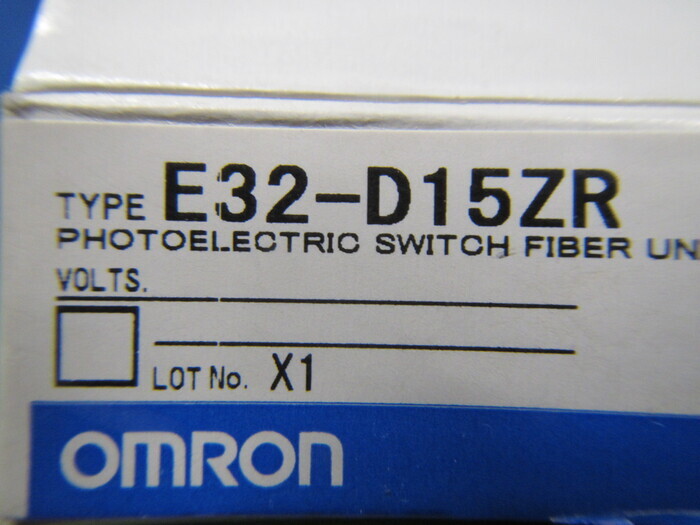 TYPE E32-D15ZR
PHOTOELECTRIC SWITCH FIBER UN
VOLTS.
LOT No. X1
OMRON